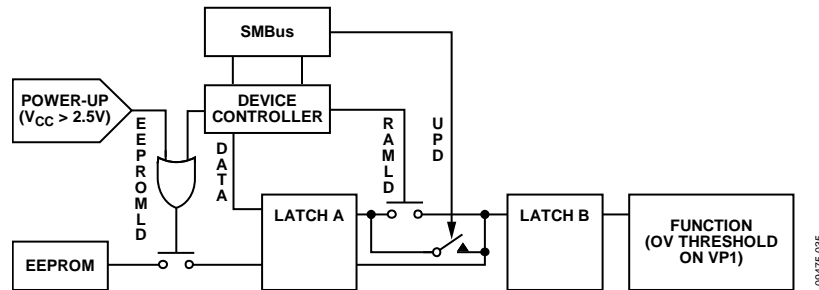 SMBus
POWER-UP
(VCC > 2.5V)
DEVICE
CONTROLLER
EEPROMLD
DATA
RAMLD
UPD
LATCH A
LATCH B
FUNCTION
(OV THRESHOLD
ON VP1)
EEPROM
09475-035